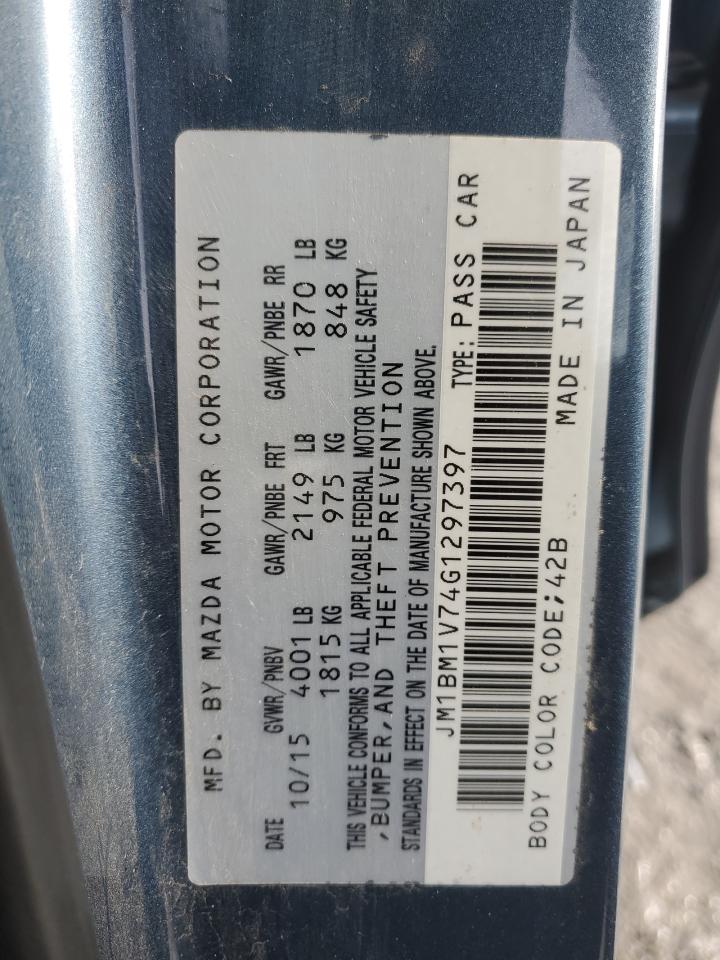 MFD. BY MAZDA MOTOR CORPORATION
DATE GVWR/PNBV GAWR/PNBE FRT GAWR/PNBE RR
10/15 4001 LB 2149 LB 1870 LB
1815 KG 975 KG 848 KG
THIS VEHICLE CONFORMS TO ALL APPLICABLE FEDERAL MOTOR VEHICLE SAFETY
,BUMPER,AND THEFT PREVENTION
STANDARDS IN EFFECT ON THE DATE OF MANUFACTURE SHOWN ABOVE.
JM1BM1V74G1297397 TYPE: PASS CAR
BODY COLOR CODE;42B MADE IN JAPAN